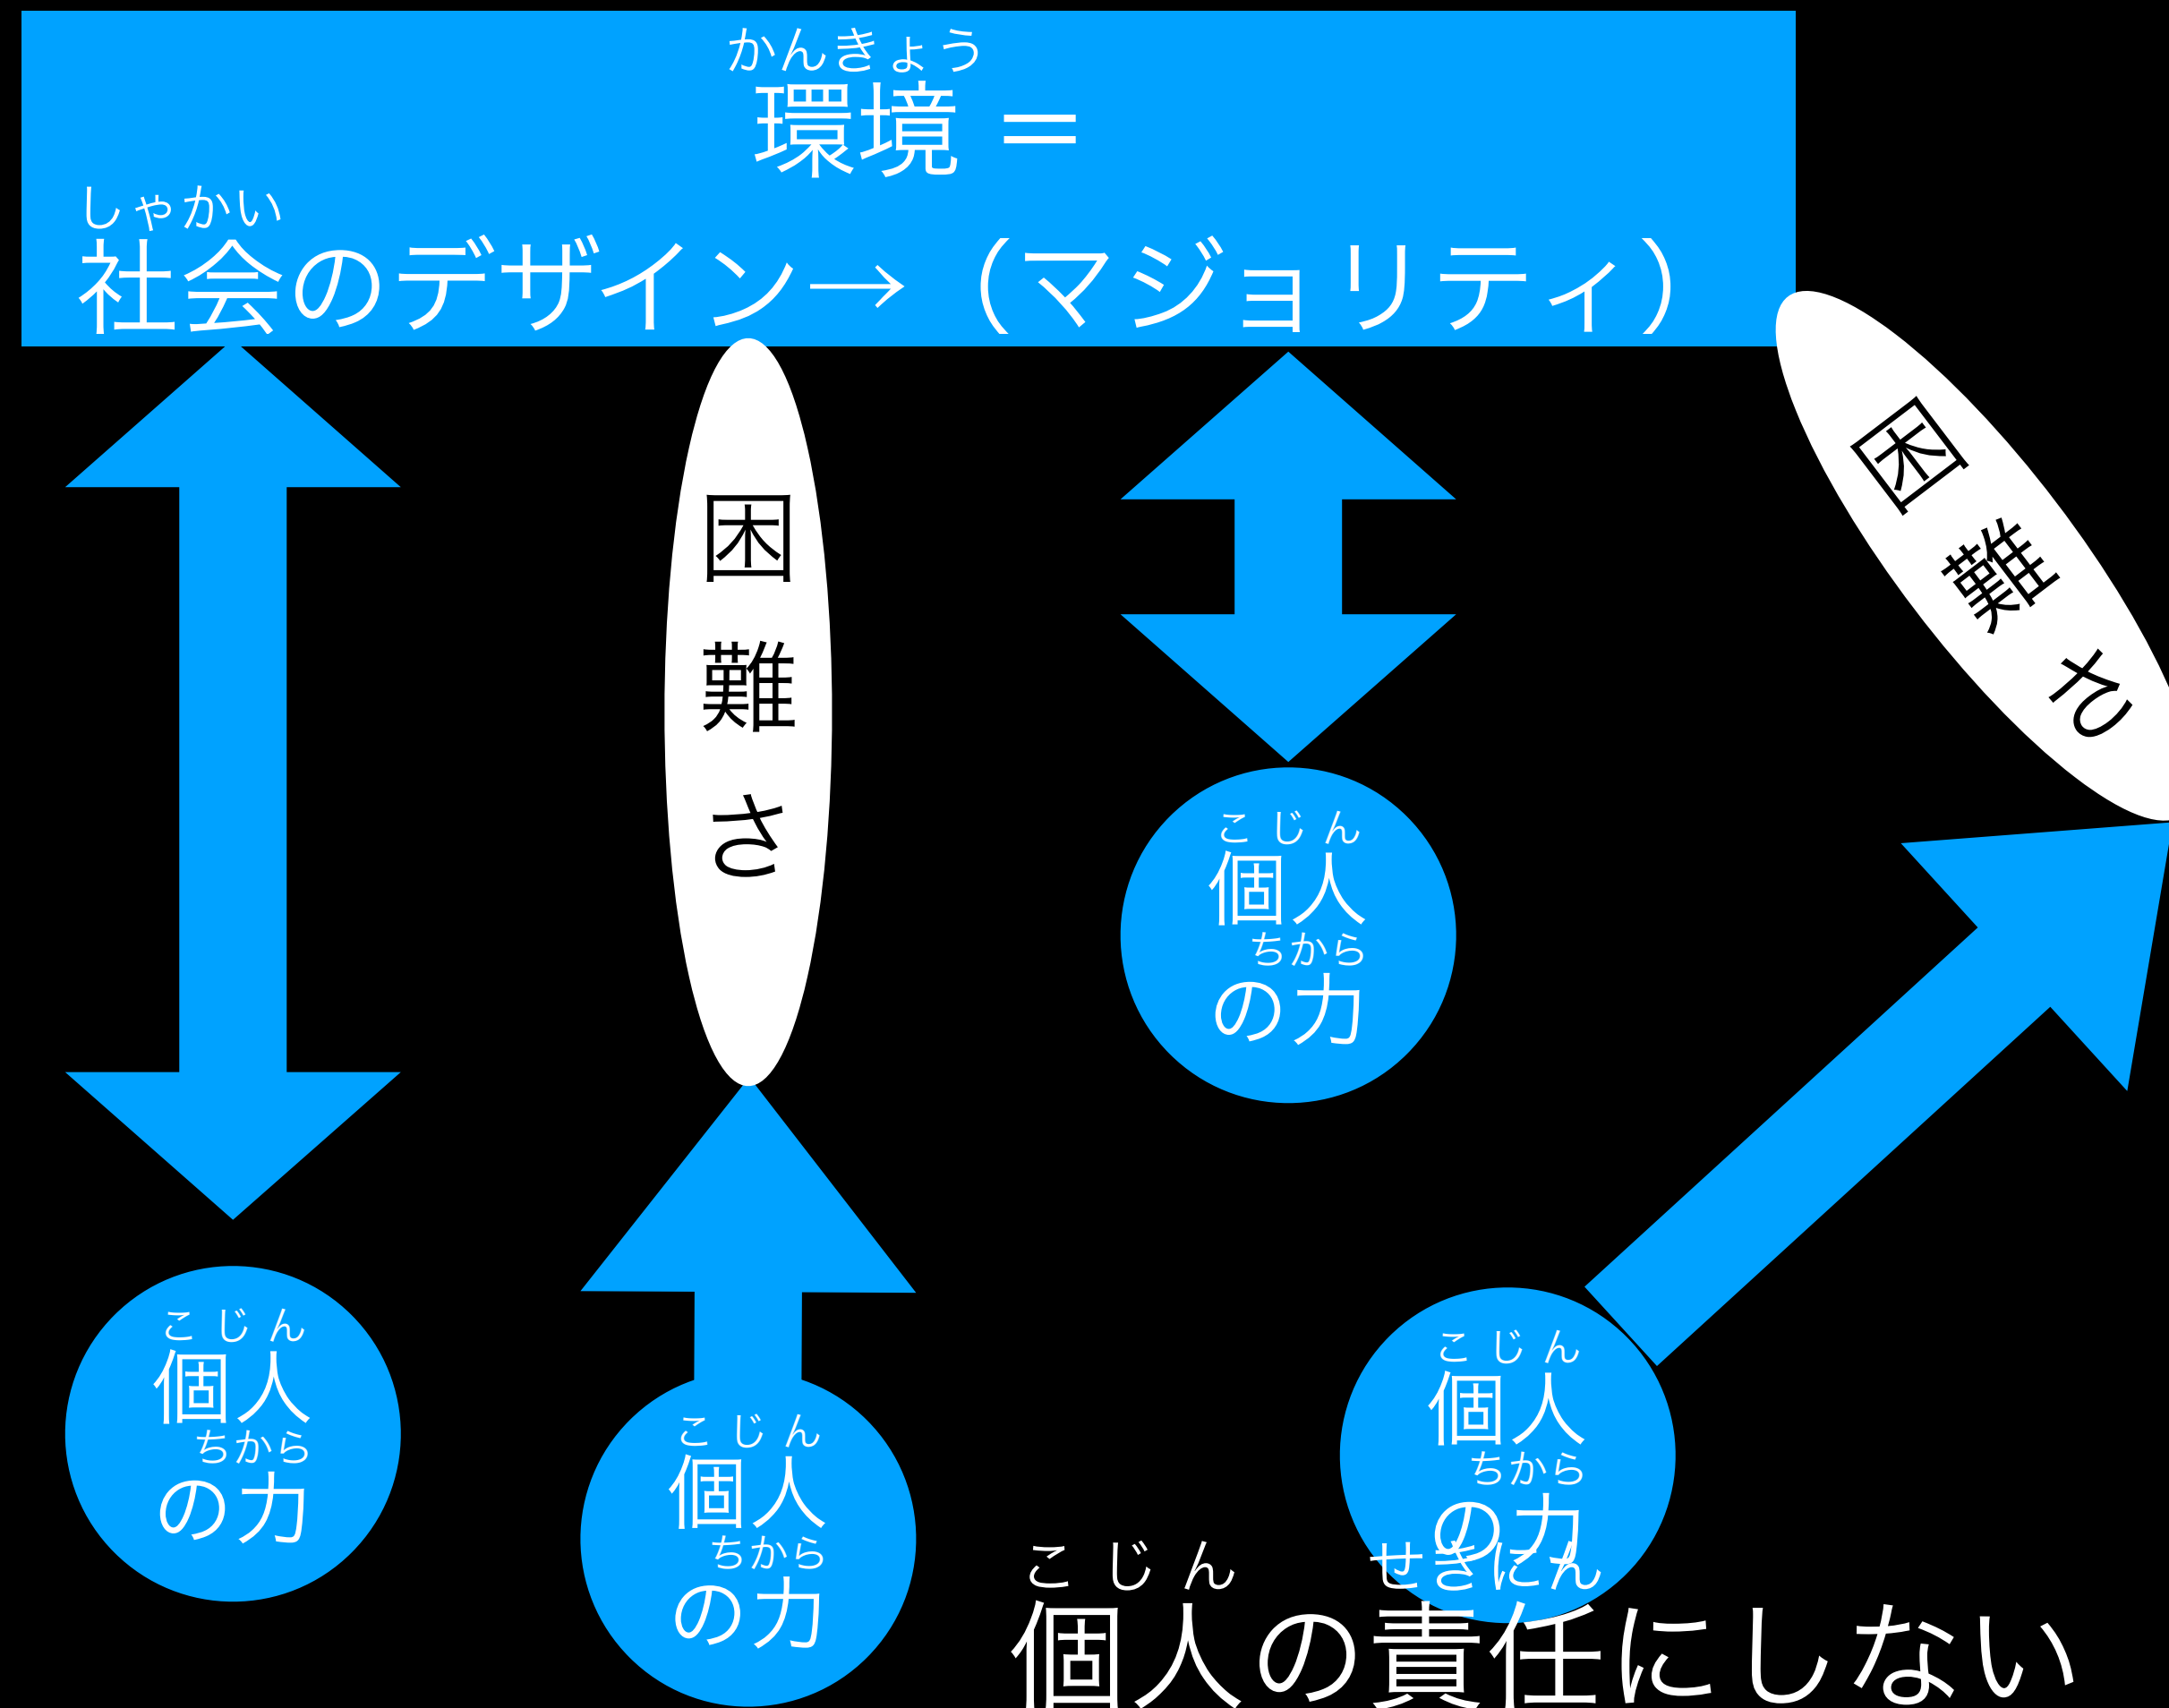 かんきょう
環境＝
しゃかい
社会のデザイン→（マジョリティ）
困難さ
困難さ
こじん
個人
ちから
の力
こじん
個人
ちから
の力
こじん
個人
ちから
の力
こじん
個人
ちから
の力
こじん せきにん
個人の責任にしない